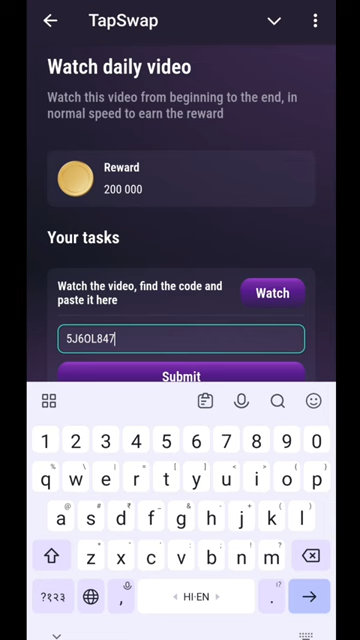 TapSwap
Watch daily video
Watch this video from beginning to the end, in
normal speed to earn the reward
Reward
200 000
Your tasks
Watch the video, find the code and
paste it here
Watch
5J6OL847
Submit
1 2 3 4 5 6 7 8 9 0
q w e r t y u i o p
a s d f g h j k l
z x c v b n m
?१२३ , HI·EN .